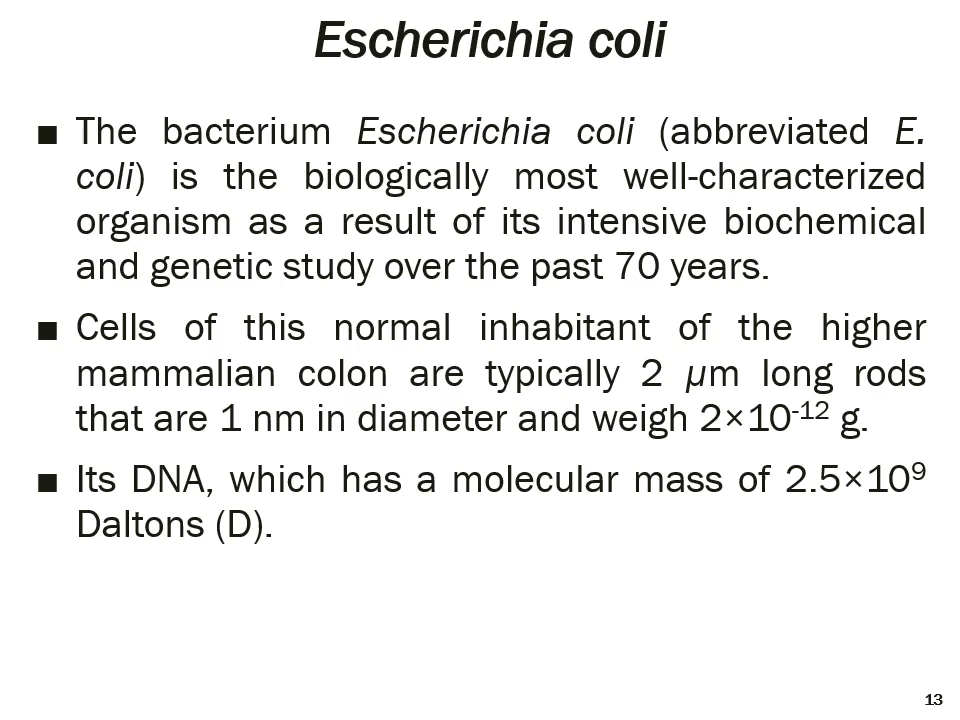 Escherichia coli
■ The bacterium Escherichia coli (abbreviated E.
coli) is the biologically most well-characterized
organism as a result of its intensive biochemical
and genetic study over the past 70 years.
■ Cells of this normal inhabitant of the higher
mammalian colon are typically 2 µm long rods
that are 1 nm in diameter and weigh 2×10⁻¹² g.
■ Its DNA, which has a molecular mass of 2.5×10⁹
Daltons (D).
13